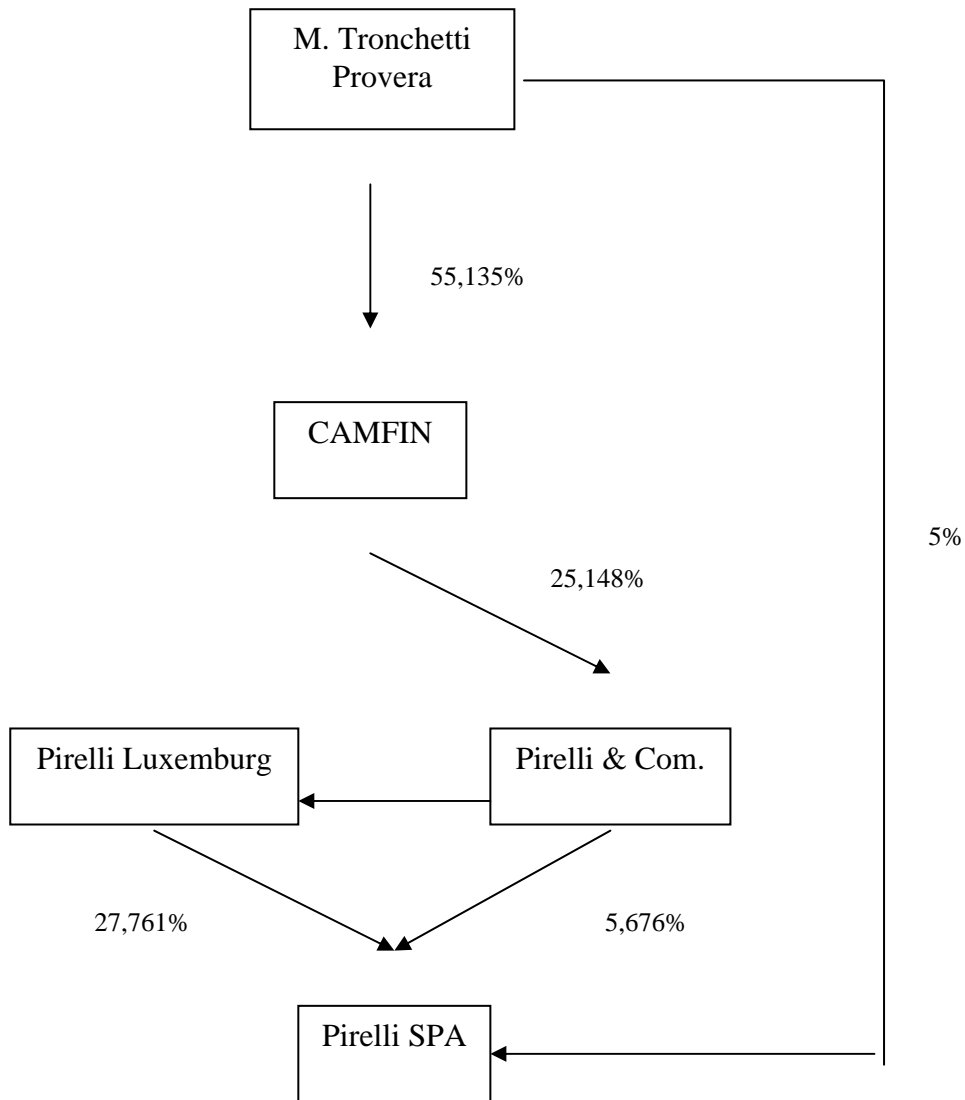 M. Tronchetti
Provera
55,135%
CAMFIN
5%
25,148%
Pirelli Luxemburg
Pirelli & Com.
27,761%
5,676%
Pirelli SPA